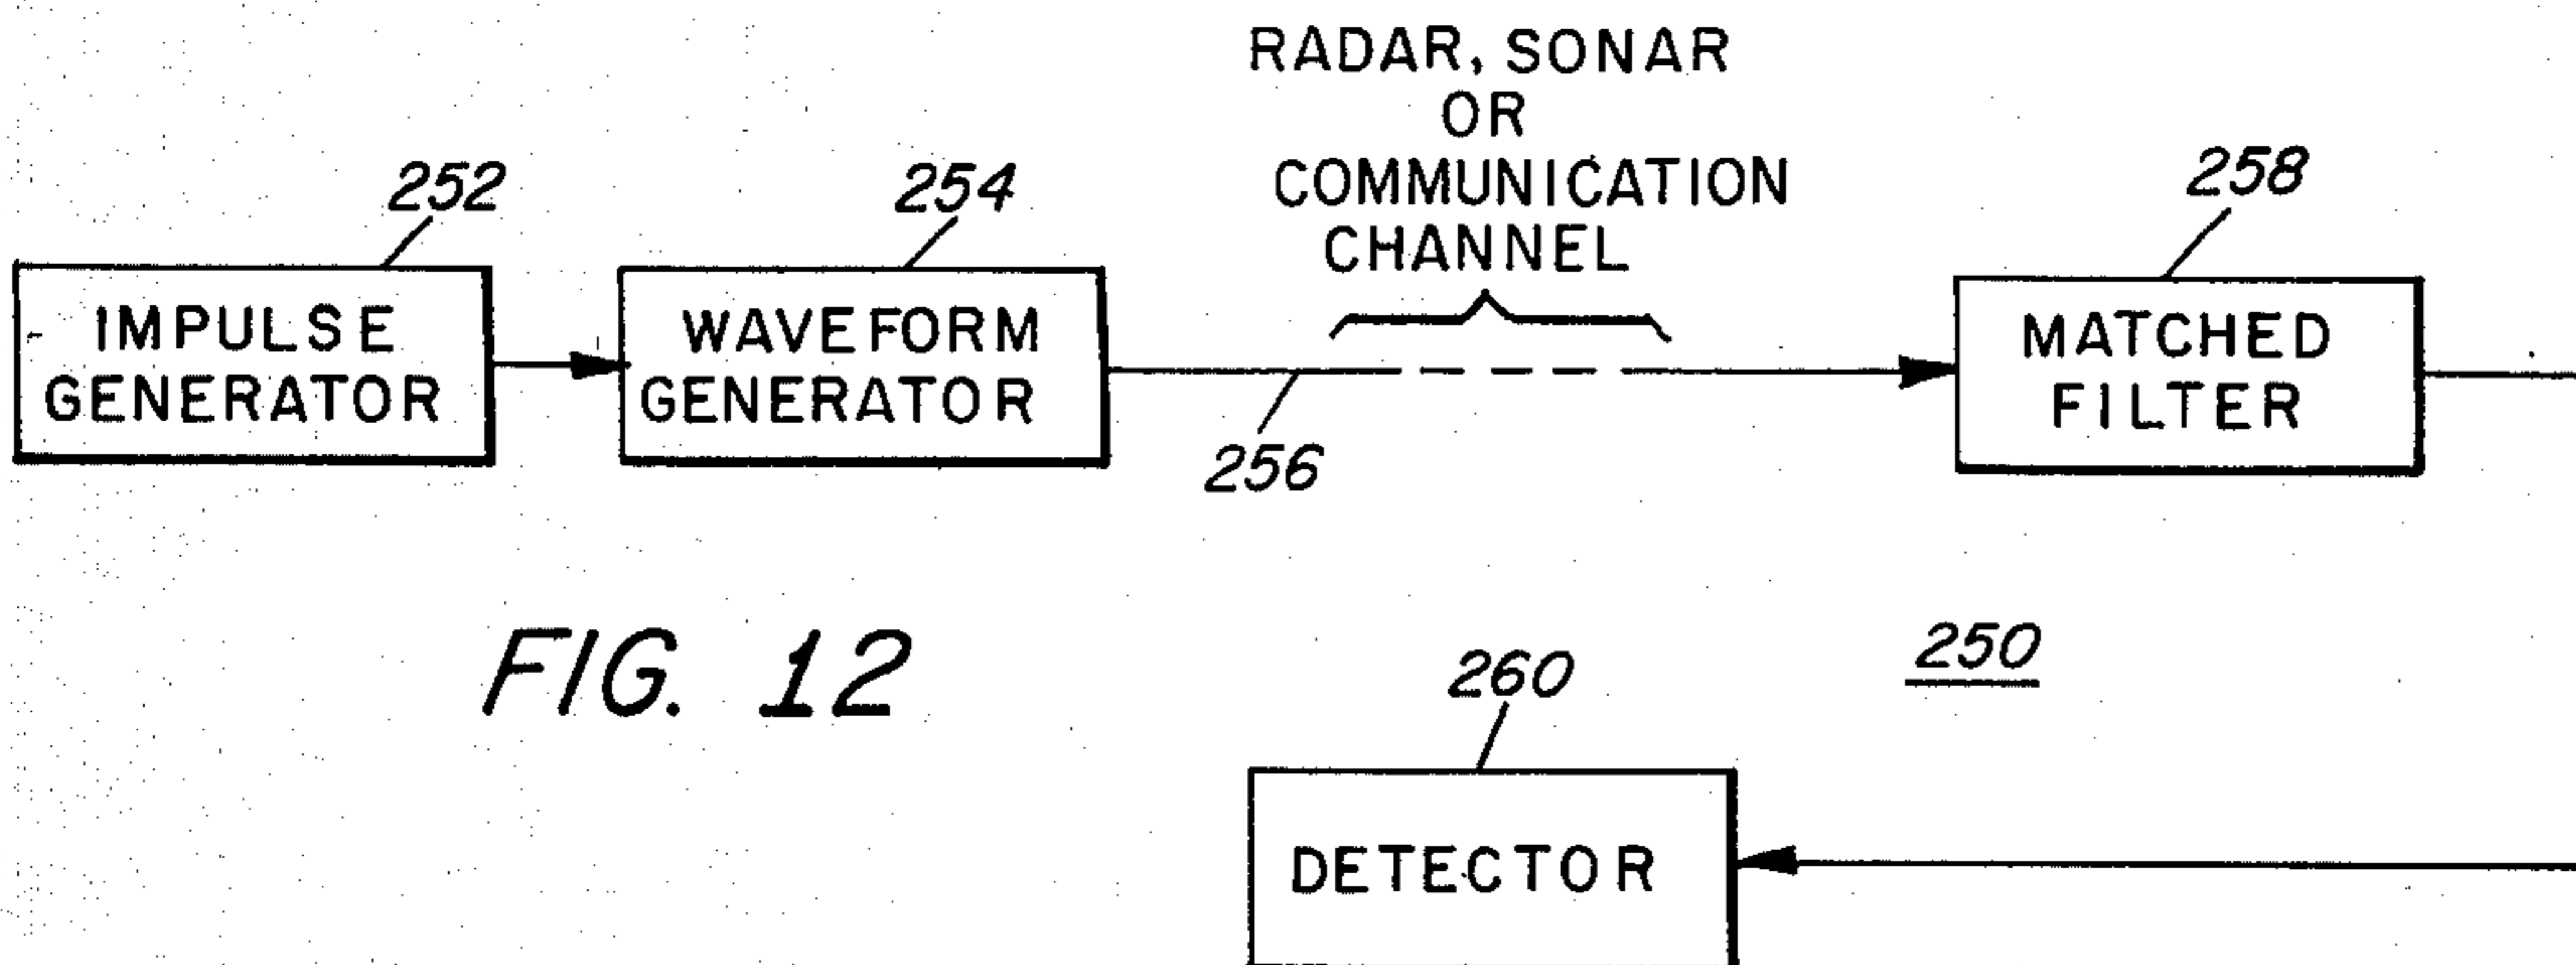 RADAR, SONAR
OR
COMMUNICATION
CHANNEL
252
254
258
IMPULSE
GENERATOR
WAVEFORM
GENERATOR
MATCHED
FILTER
256
FIG. 12
250
260
DETECTOR